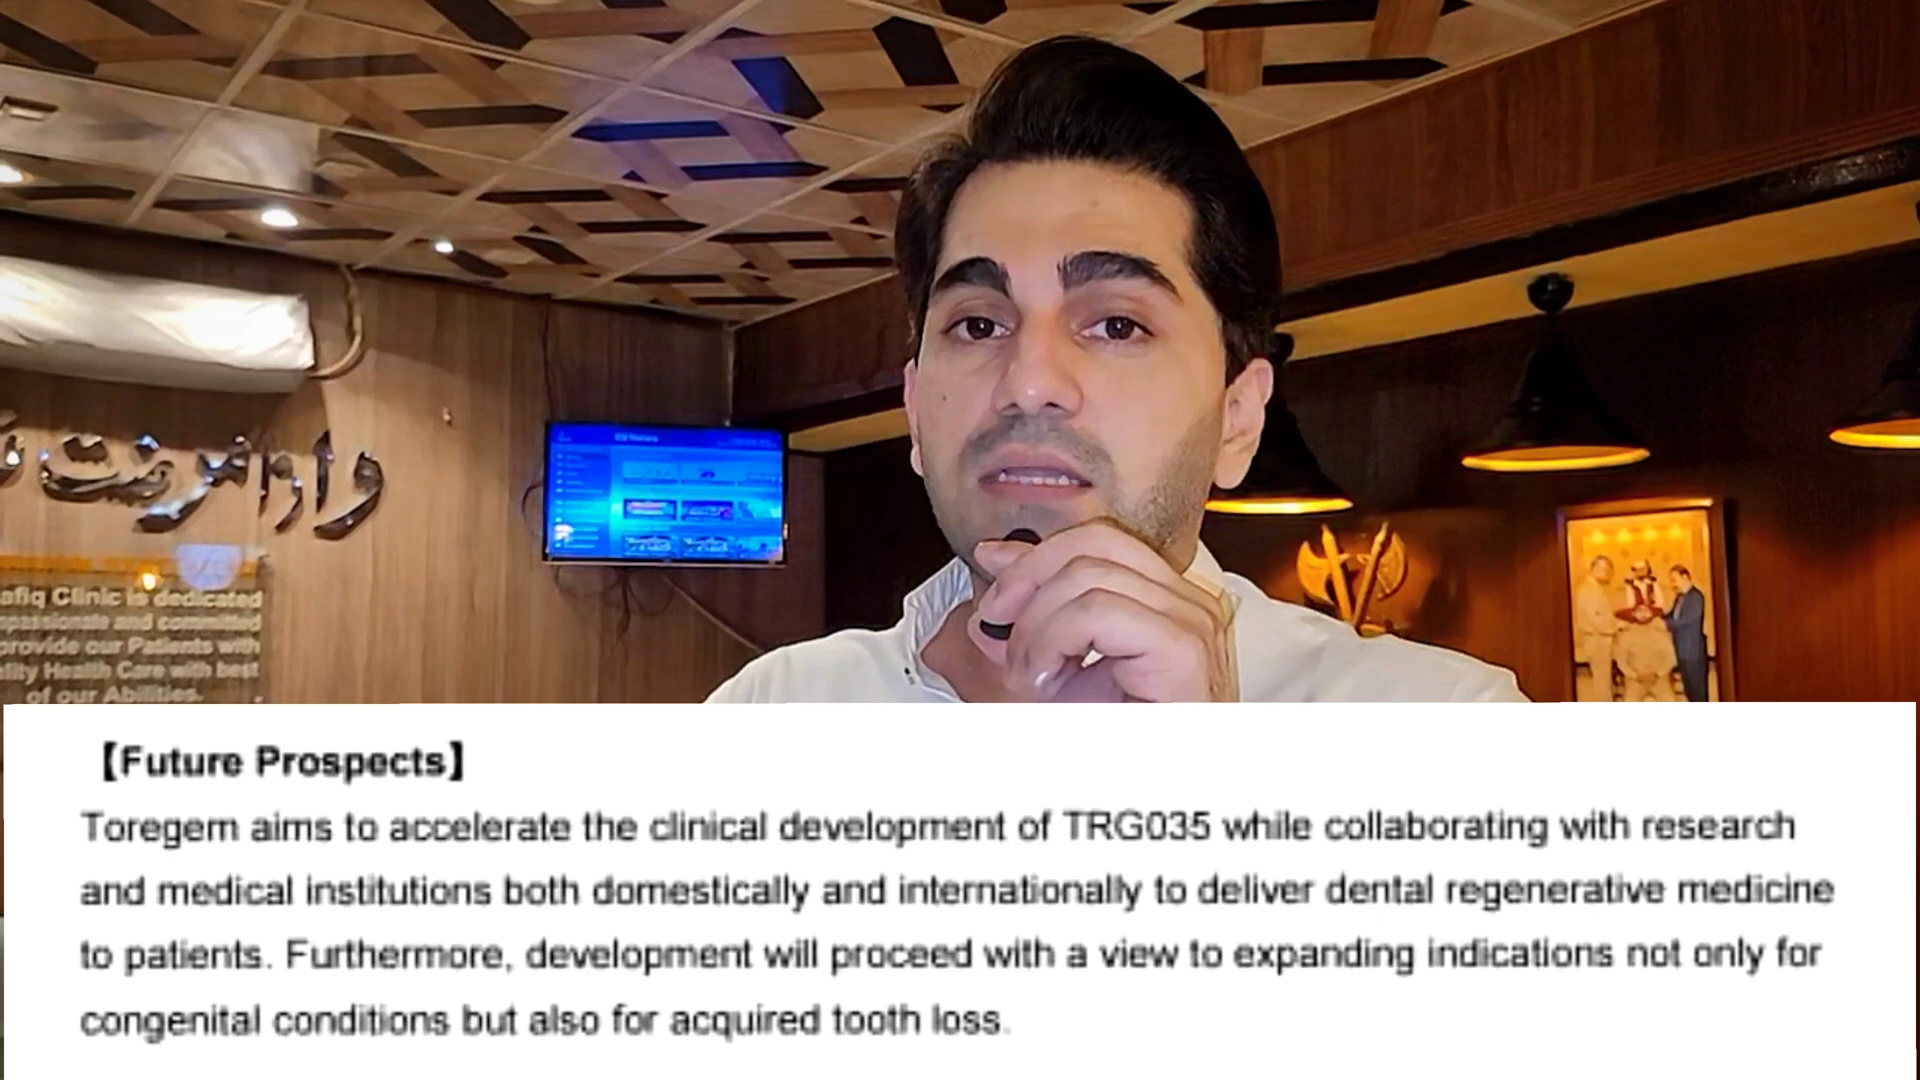 واذا مرضت
afiq Clinic is dedicated
passionate and committed
provide our Patients with
lity Health Care with best
of our Abilities.
【Future Prospects】
Toregem aims to accelerate the clinical development of TRG035 while collaborating with research
and medical institutions both domestically and internationally to deliver dental regenerative medicine
to patients. Furthermore, development will proceed with a view to expanding indications not only for
congenital conditions but also for acquired tooth loss.